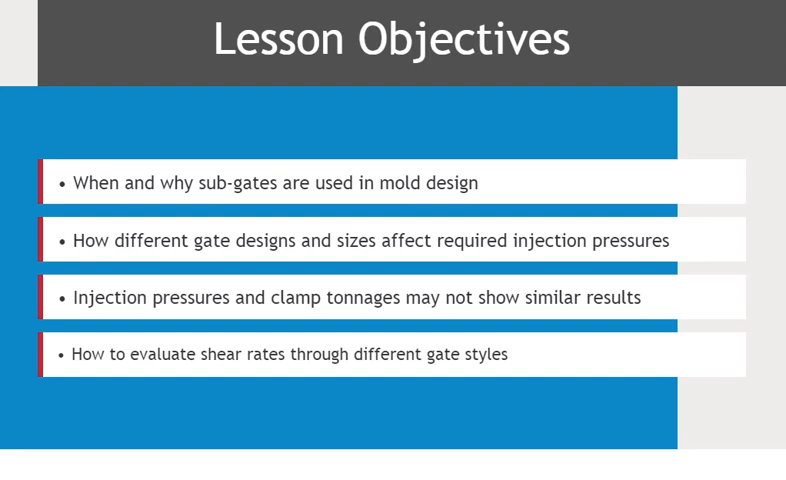 Lesson Objectives
• When and why sub-gates are used in mold design
• How different gate designs and sizes affect required injection pressures
• Injection pressures and clamp tonnages may not show similar results
• How to evaluate shear rates through different gate styles